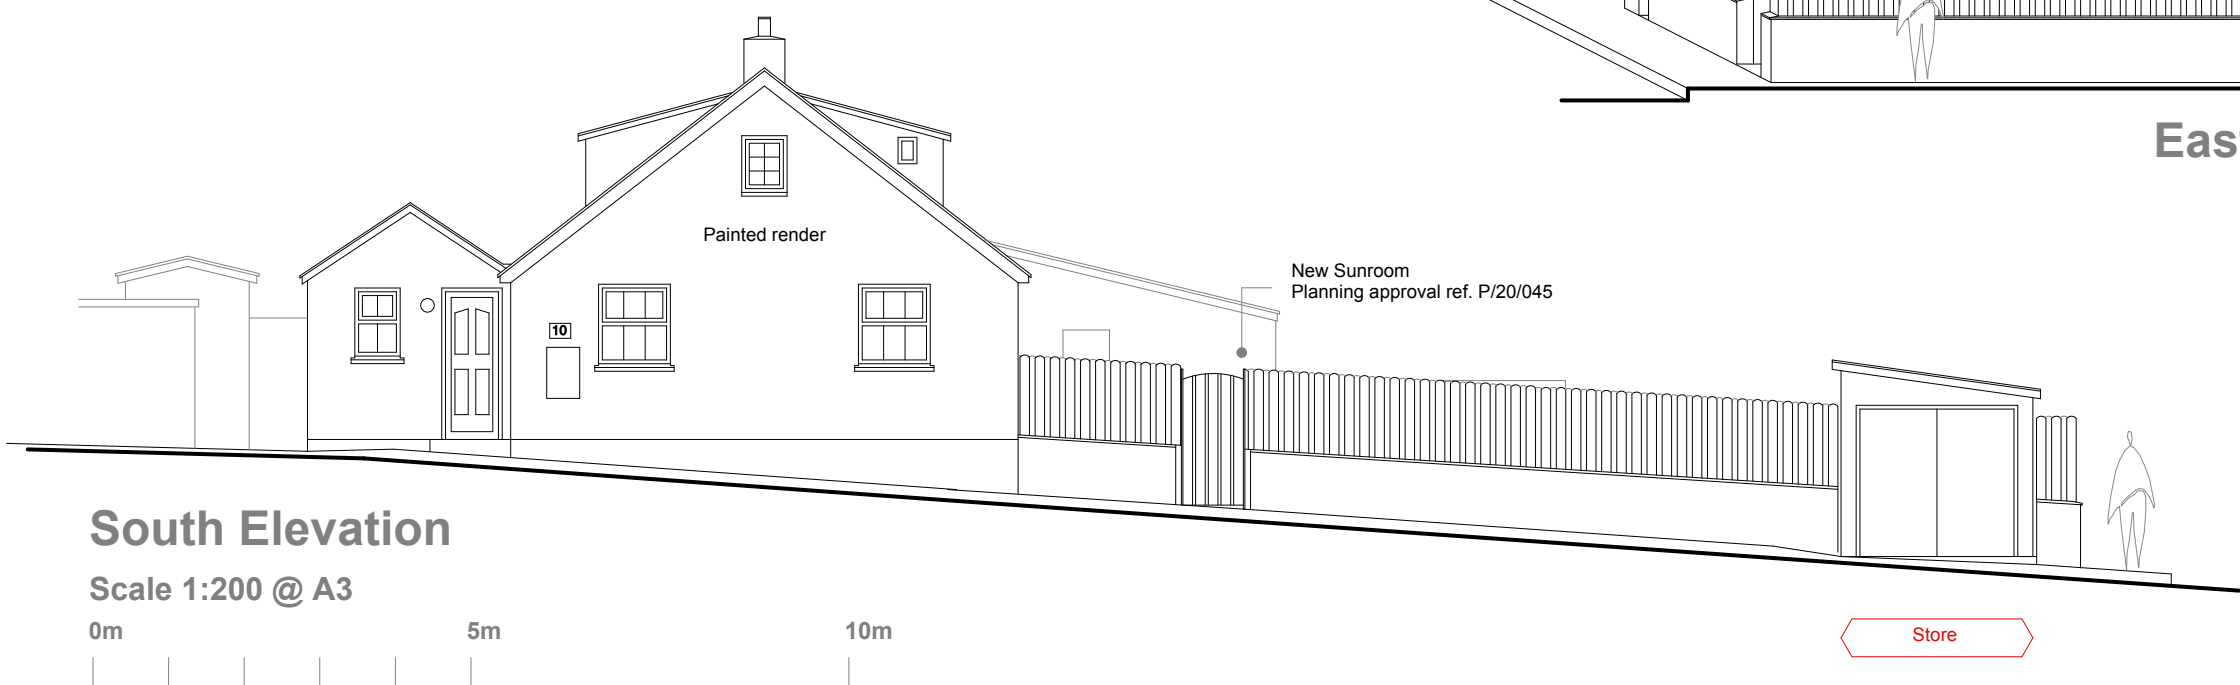 Eas
Painted render
New Sunroom
Planning approval ref. P/20/045
10
South Elevation
Scale 1:200 @ A3
0m 5m 10m
Store